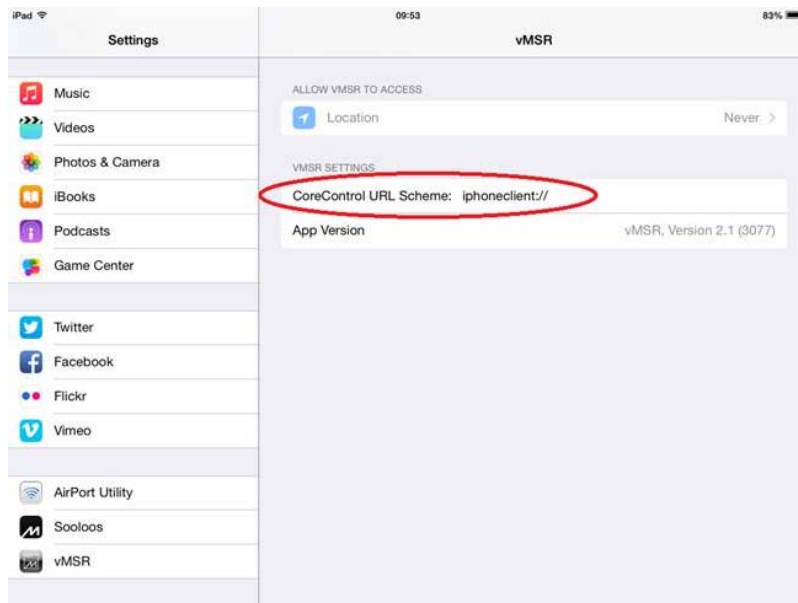 iPad 09:53 83%
Settings
vMSR
Music
Videos
Photos & Camera
iBooks
Podcasts
Game Center
Twitter
Facebook
Flickr
Vimeo
AirPort Utility
Sooloos
vMSR
ALLOW VMSR TO ACCESS
Location Never
VMSR SETTINGS
CoreControl URL Scheme: iphoneclient://
App Version vMSR, Version 2.1 (3077)